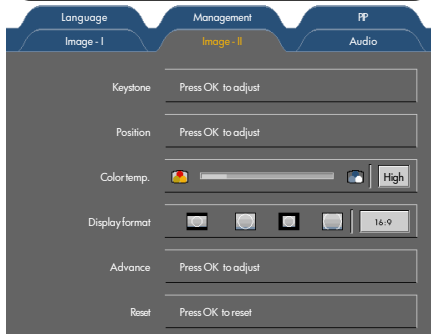 Language Management PIP
Image - I Image - II Audio
Keystone Press OK to adjust
Position Press OK to adjust
Color temp. High
Display format 16:9
Advance Press OK to adjust
Reset Press OK to reset